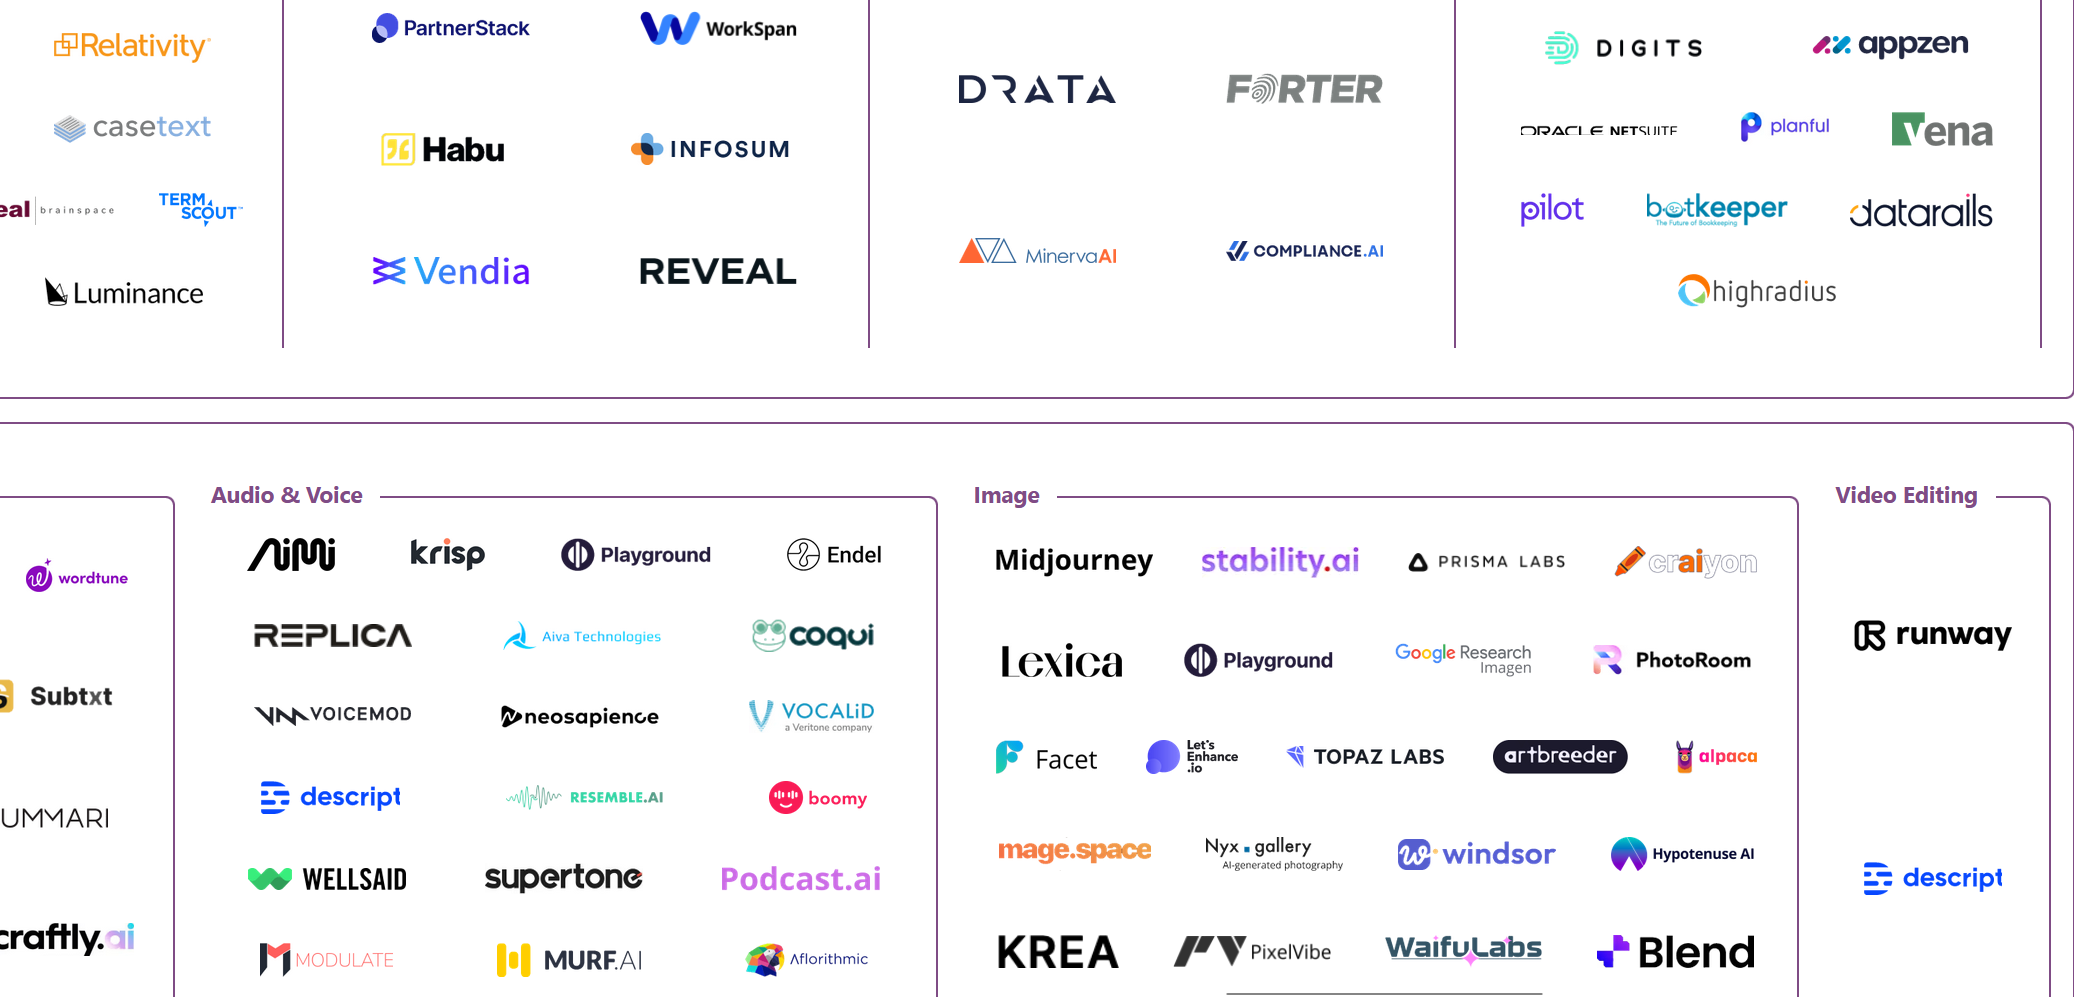 Relativity
casetext
eal | brainspace
TERM SCOUT™
Luminance
PartnerStack
WorkSpan
Habu
INFOSUM
Vendia
REVEAL
DRATA
FORTER
MinervaAI
COMPLIANCE.AI
DIGITS
appzen
ORACLE NETSUITE
planful
vena
pilot
botkeeper
The Future of Bookkeeping
datarails
highradius
wordtune
Subtxt
UMMARI
craftly.ai
Audio & Voice
AiMi
krisp
Playground
Endel
REPLICA
Aiva Technologies
coqui
VOICEMOD
neosapience
VOCALiD
a Veritone company
descript
RESEMBLE.AI
boomy
WELLSAID
supertone
Podcast.ai
MODULATE
MURF.AI
Aflorithmic
Image
Midjourney
stability.ai
PRISMA LABS
craiyon
Lexica
Playground
Google Research
Imagen
PhotoRoom
Facet
Let's
Enhance
.io
TOPAZ LABS
artbreeder
alpaca
mage.space
Nyx.gallery
AI-generated photography
windsor
Hypotenuse AI
KREA
PixelVibe
WaifuLabs
Blend
Video Editing
runway
descript